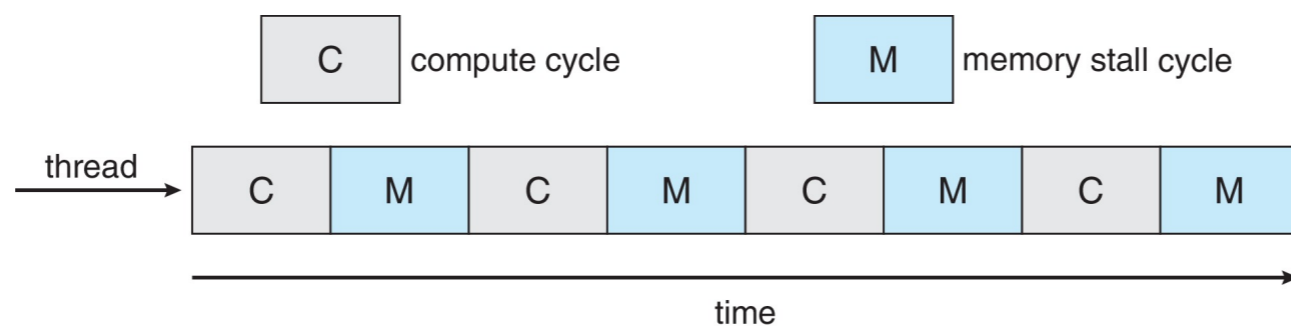 C compute cycle M memory stall cycle
thread
C M C M C M C M
time